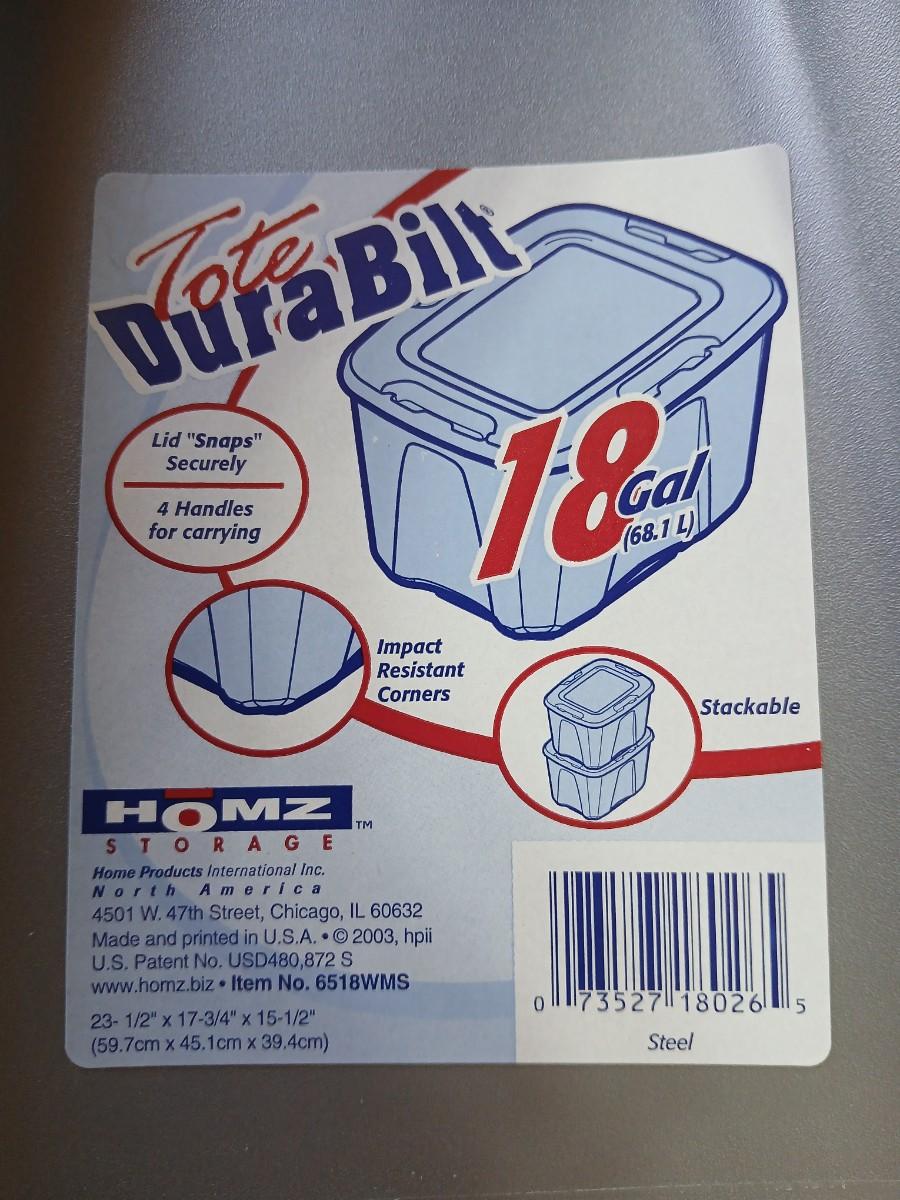 Tote
DuraBilt®
18 Gal
(68.1 L)
Lid "Snaps"
Securely
4 Handles
for carrying
Impact
Resistant
Corners
Stackable
HOMZ™
STORAGE
Home Products International Inc.
North America
4501 W. 47th Street, Chicago, IL 60632
Made and printed in U.S.A. • © 2003, hpii
U.S. Patent No. USD480,872 S
www.homz.biz • Item No. 6518WMS
23- 1/2" x 17-3/4" x 15-1/2"
(59.7cm x 45.1cm x 39.4cm)
0 73527 18026 5
Steel